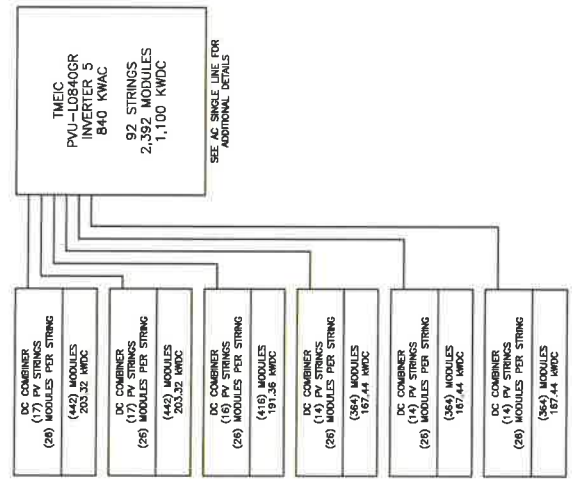 TMEIC
PVU-L0840GR
INVERTER 5
840 KWAC
92 STRINGS
2,392 MODULES
1,100 KWDC
SEE AC SINGLE LINE FOR
ADDITIONAL DETAILS
DC COMBINER
(17) PV STRINGS
(26) MODULES PER STRING
(442) MODULES
203.32 KWDC
DC COMBINER
(17) PV STRINGS
(26) MODULES PER STRING
(442) MODULES
203.32 KWDC
DC COMBINER
(16) PV STRINGS
(26) MODULES PER STRING
(416) MODULES
191.36 KWDC
DC COMBINER
(14) PV STRINGS
(26) MODULES PER STRING
(364) MODULES
167.44 KWDC
DC COMBINER
(14) PV STRINGS
(26) MODULES PER STRING
(364) MODULES
167.44 KWDC
DC COMBINER
(14) PV STRINGS
(26) MODULES PER STRING
(364) MODULES
167.44 KWDC